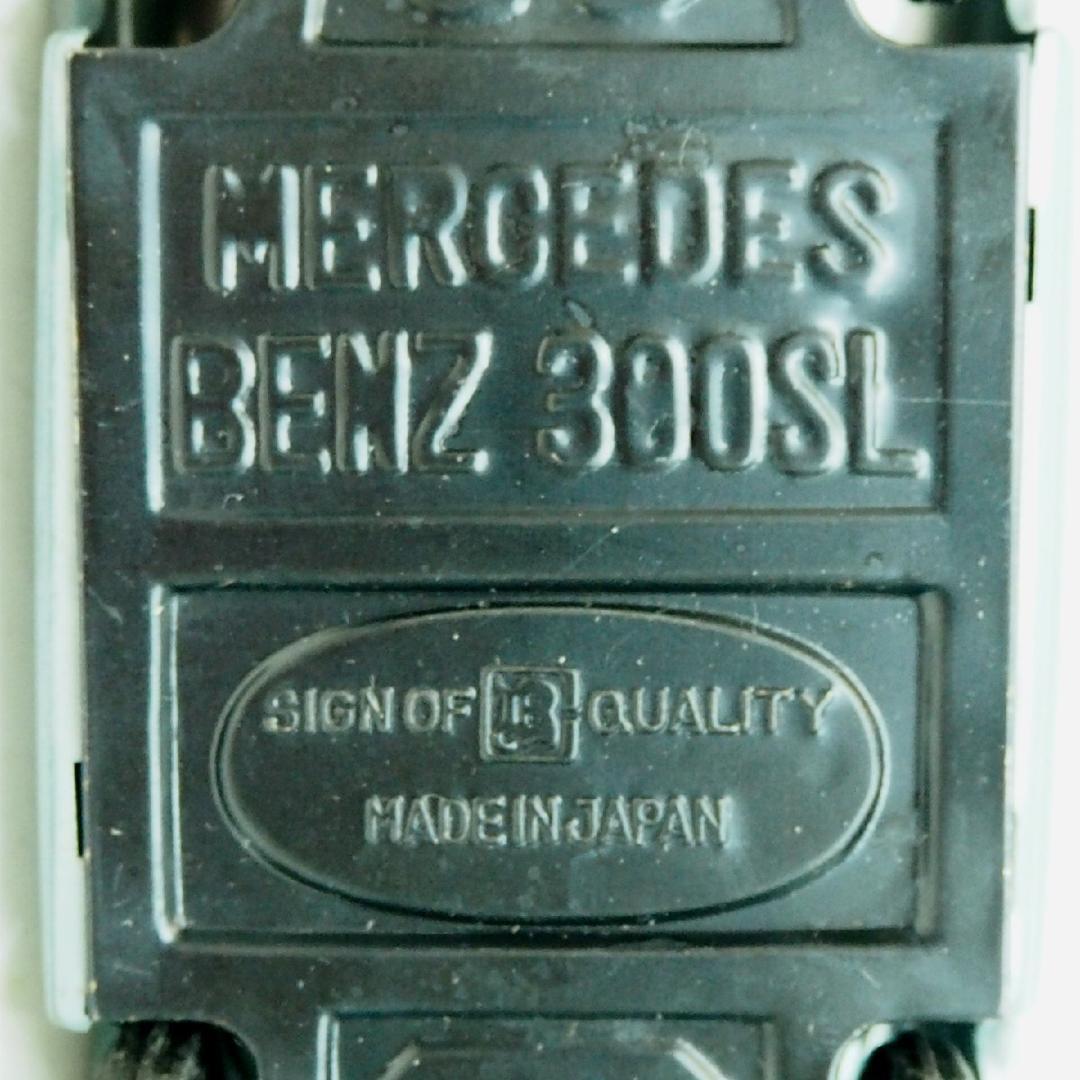 MERCEDES
BENZ 300SL
SIGN OF B QUALITY
MADE IN JAPAN